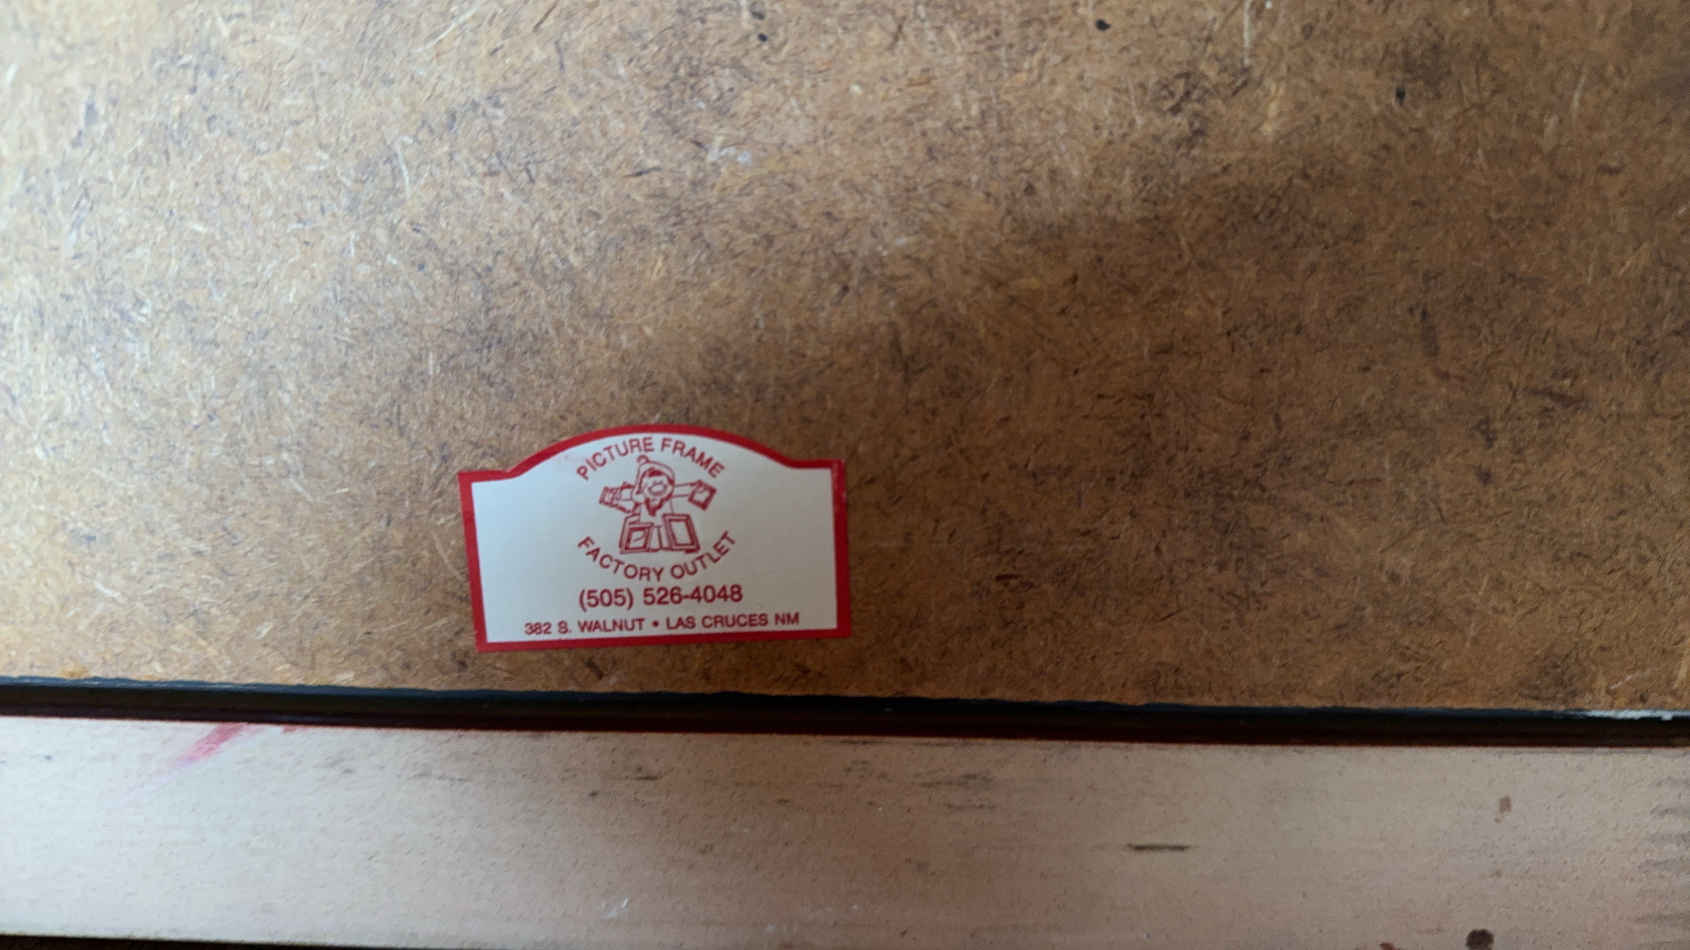 PICTURE FRAME
FACTORY OUTLET
(505) 526-4048
382 S. WALNUT • LAS CRUCES NM